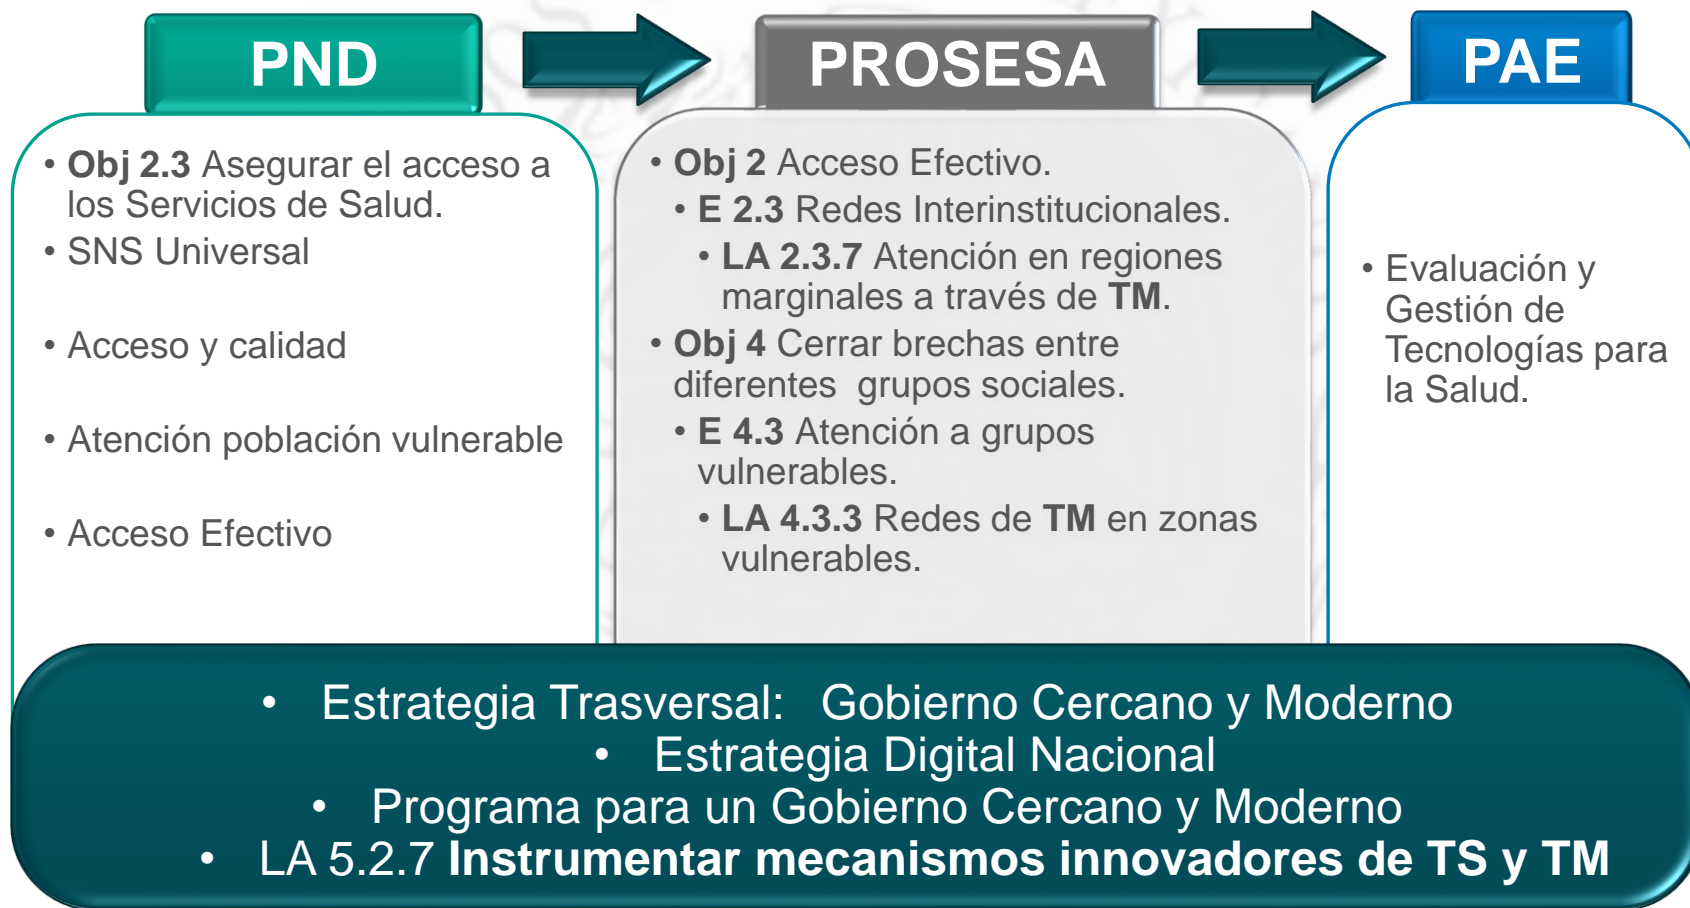 PND
PROSESA
PAE
• Obj 2.3 Asegurar el acceso a
los Servicios de Salud.
• SNS Universal
• Acceso y calidad
• Atención población vulnerable
• Acceso Efectivo
• Obj 2 Acceso Efectivo.
• E 2.3 Redes Interinstitucionales.
• LA 2.3.7 Atención en regiones
marginales a través de TM.
• Obj 4 Cerrar brechas entre
diferentes grupos sociales.
• E 4.3 Atención a grupos
vulnerables.
• LA 4.3.3 Redes de TM en zonas
vulnerables.
• Evaluación y
Gestión de
Tecnologías para
la Salud.
• Estrategia Trasversal: Gobierno Cercano y Moderno
• Estrategia Digital Nacional
• Programa para un Gobierno Cercano y Moderno
• LA 5.2.7 Instrumentar mecanismos innovadores de TS y TM